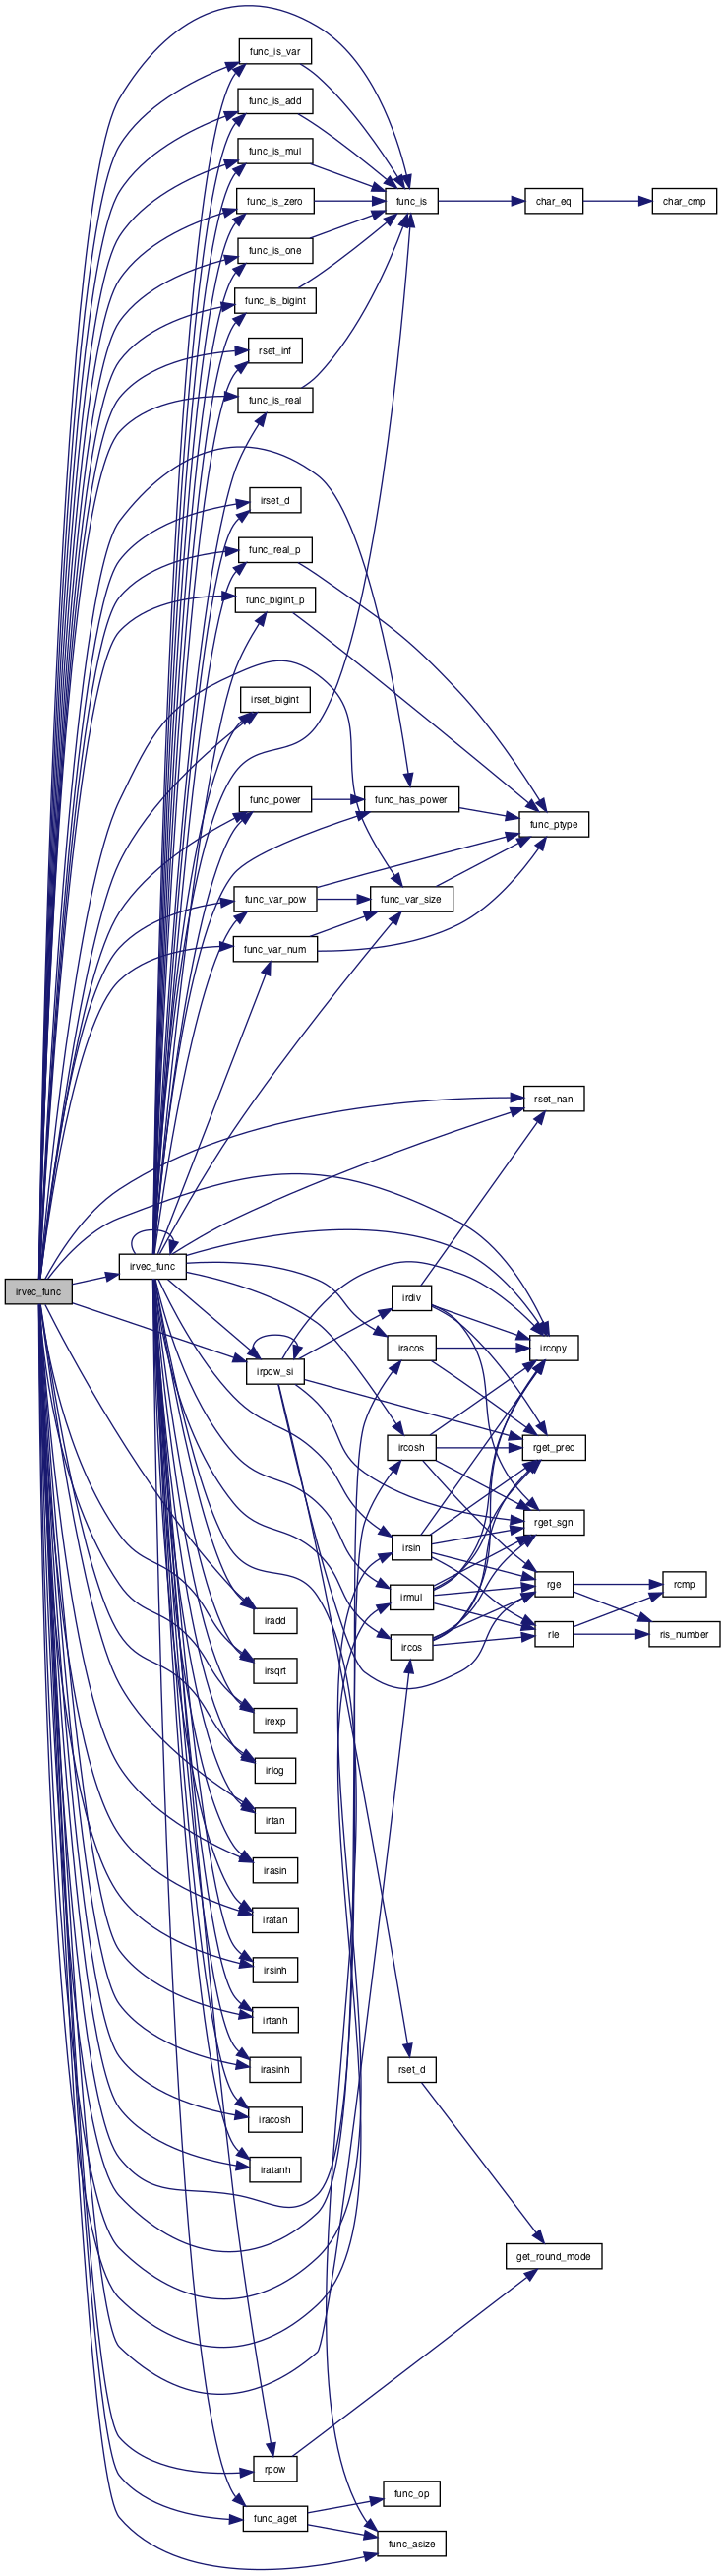 func_is_var
func_is_add
func_is_mul
func_is_zero
func_is
char_eq
char_cmp
func_is_one
func_is_bigint
rset_inf
func_is_real
irset_d
func_real_p
func_bigint_p
irset_bigint
func_power
func_has_power
func_ptype
func_var_pow
func_var_size
func_var_num
rset_nan
irvec_func
irvec_func
irdiv
irpow_si
iracos
ircopy
ircosh
rget_prec
rget_sgn
irsin
irmul
rge
rcmp
iradd
ircos
rle
ris_number
irsqrt
irexp
irlog
irtan
irasin
iratan
irsinh
irtanh
irasinh
rset_d
iracosh
iratanh
get_round_mode
rpow
func_op
func_aget
func_asize